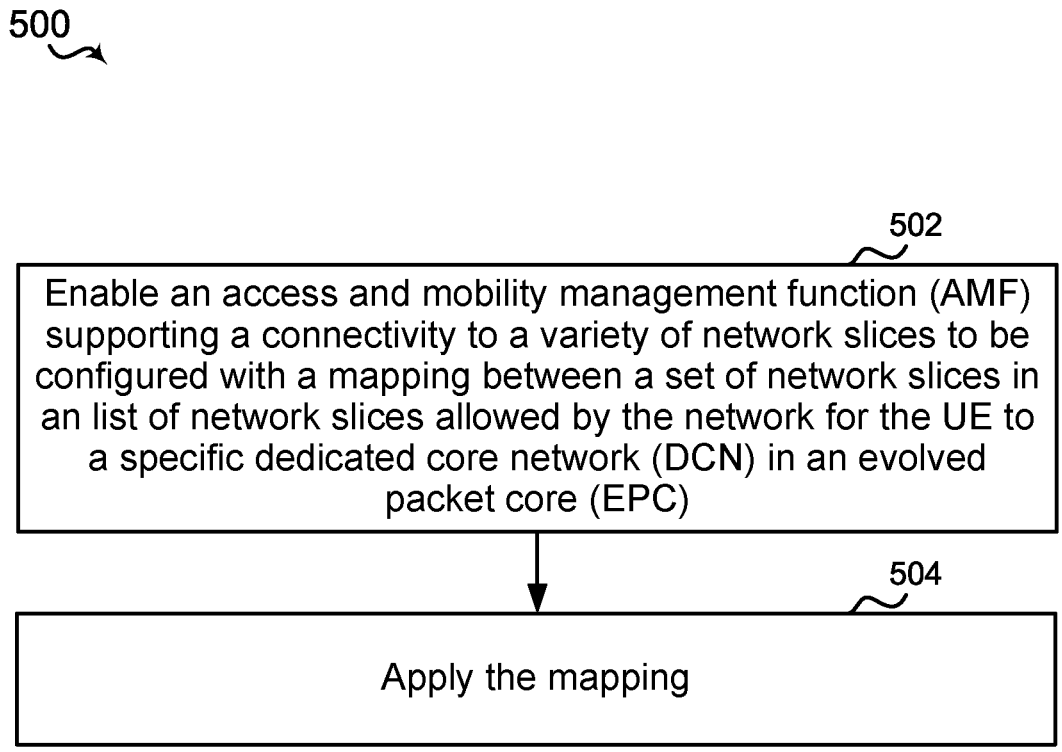 500
502
Enable an access and mobility management function (AMF)
supporting a connectivity to a variety of network slices to be
configured with a mapping between a set of network slices in
an list of network slices allowed by the network for the UE to
a specific dedicated core network (DCN) in an evolved
packet core (EPC)
504
Apply the mapping